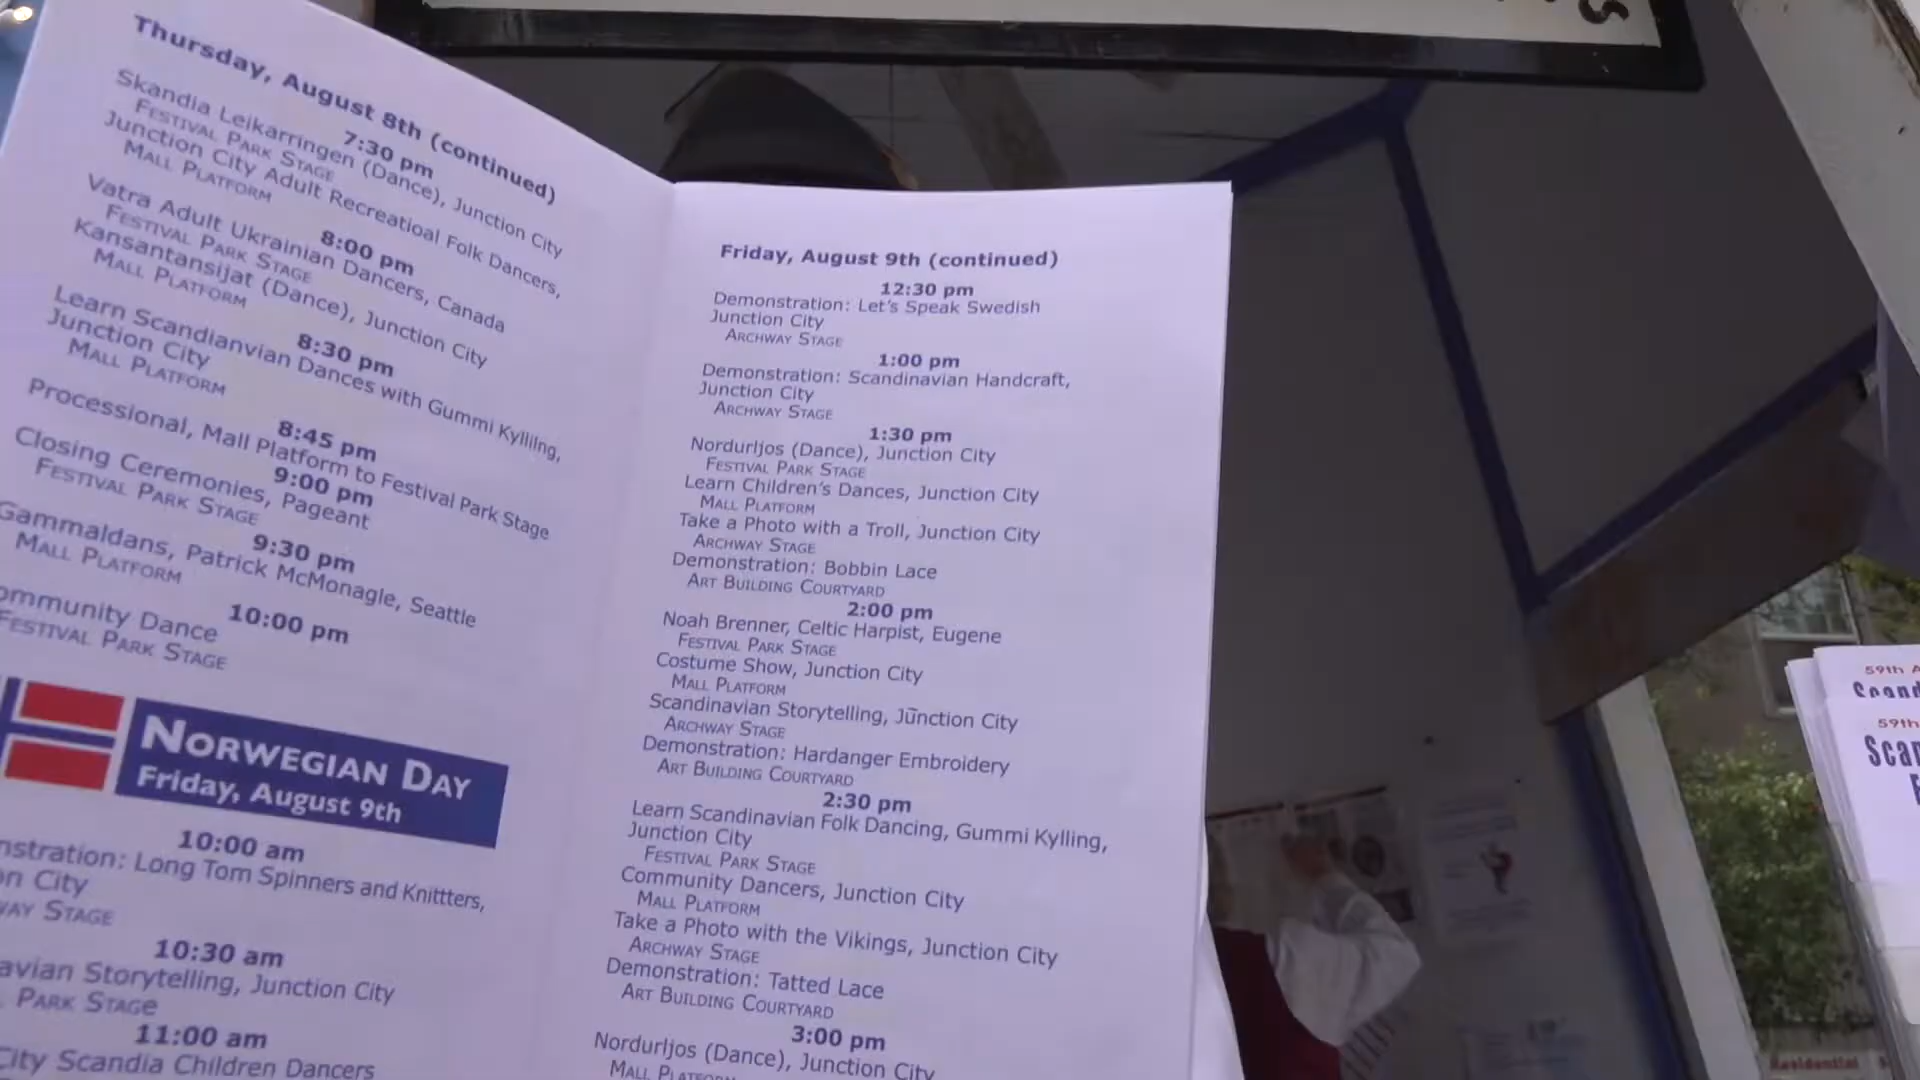 Thursday, August 8th (continued)
7:30 pm
Skandia Leikarringen (Dance), Junction City
FESTIVAL PARK STAGE
Junction City Adult Recreatioal Folk Dancers,
MALL PLATFORM
8:00 pm
Vatra Adult Ukrainian Dancers, Canada
FESTIVAL PARK STAGE
Kansantansijat (Dance), Junction City
MALL PLATFORM
8:30 pm
Learn Scandianvian Dances with Gummi Kyllilng,
Junction City
MALL PLATFORM
8:45 pm
Processional, Mall Platform to Festival Park Stage
9:00 pm
Closing Ceremonies, Pageant
FESTIVAL PARK STAGE
9:30 pm
Gammaldans, Patrick McMonagle, Seattle
MALL PLATFORM
10:00 pm
ommunity Dance
FESTIVAL PARK STAGE
NORWEGIAN DAY
Friday, August 9th
10:00 am
nstration: Long Tom Spinners and Knittters,
on City
WAY STAGE
10:30 am
avian Storytelling, Junction City
PARK STAGE
11:00 am
City Scandia Children Dancers
Friday, August 9th (continued)
12:30 pm
Demonstration: Let's Speak Swedish
Junction City
ARCHWAY STAGE
1:00 pm
Demonstration: Scandinavian Handcraft,
Junction City
ARCHWAY STAGE
1:30 pm
Nordurljos (Dance), Junction City
FESTIVAL PARK STAGE
Learn Children's Dances, Junction City
MALL PLATFORM
Take a Photo with a Troll, Junction City
ARCHWAY STAGE
Demonstration: Bobbin Lace
ART BUILDING COURTYARD
2:00 pm
Noah Brenner, Celtic Harpist, Eugene
FESTIVAL PARK STAGE
Costume Show, Junction City
MALL PLATFORM
Scandinavian Storytelling, Junction City
ARCHWAY STAGE
Demonstration: Hardanger Embroidery
ART BUILDING COURTYARD
2:30 pm
Learn Scandinavian Folk Dancing, Gummi Kylling,
Junction City
FESTIVAL PARK STAGE
Community Dancers, Junction City
MALL PLATFORM
Take a Photo with the Vikings, Junction City
ARCHWAY STAGE
Demonstration: Tatted Lace
ART BUILDING COURTYARD
3:00 pm
Nordurljos (Dance), Junction City
MALL PLATFORM
59th A
Scand
59th
Scan
Residential